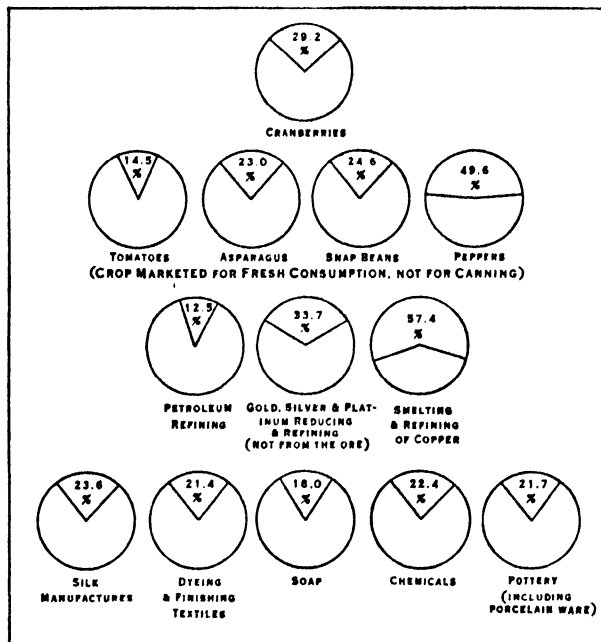 29.2
%
CRANBERRIES
14.5
%
23.0
%
24.6
%
49.6
%
TOMATOES
ASPARAGUS
SNAP BEANS
PEPPERS
(CROP MARKETED FOR FRESH CONSUMPTION, NOT FOR CANNING)
12.5
%
33.7
%
57.4
%
PETROLEUM
REFINING
GOLD, SILVER & PLAT-
INUM REDUCING
& REFINING
(NOT FROM THE ORE)
SMELTING
& REFINING
OF COPPER
23.6
%
21.4
%
18.0
%
22.4
%
21.7
%
SILK
MANUFACTURES
DYEING
& FINISHING
TEXTILES
SOAP
CHEMICALS
POTTERY
(INCLUDING
PORCELAIN WARE)